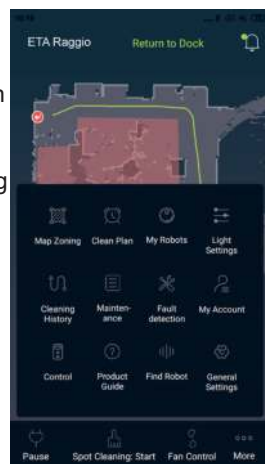 ETA Raggio
Return to Dock
Map Zoning
Clean Plan
My Robots
Light
Settings
Cleaning
History
Mainten-
ance
Fault
detection
My Account
Control
Product
Guide
Find Robot
General
Settings
Pause
Spot Cleaning: Start
Fan Control
More